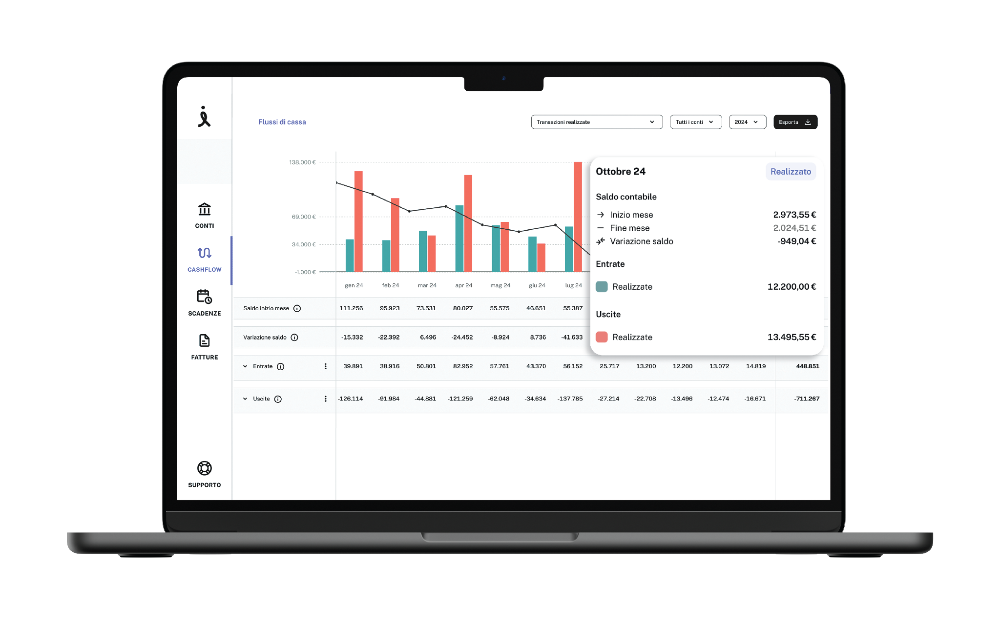 Flussi di cassa
Transazioni realizzate
Tutti i conti
2024
Esporta
CONTI
CASHFLOW
SCADENZE
FATTURE
SUPPORTO
138.000 €
69.000 €
34.000 €
-1.000 €
gen 24 feb 24 mar 24 apr 24 mag 24 giu 24 lug 24
Saldo inizio mese 111.256 95.923 73.531 80.027 55.575 46.651 55.387
Variazione saldo -15.332 -22.392 6.496 -24.452 -8.924 8.736 -41.633
Entrate 39.891 38.916 50.801 82.952 57.761 43.370 56.152 25.717 13.200 12.200 13.072 14.819 448.851
Uscite -126.114 -91.984 -44.881 -121.259 -62.048 -34.634 -137.785 -27.214 -22.708 -13.496 -12.474 -16.671 -711.267
Ottobre 24 Realizzato
Saldo contabile
Inizio mese 2.973,55 €
Fine mese 2.024,51 €
Variazione saldo -949,04 €
Entrate
Realizzate 12.200,00 €
Uscite
Realizzate 13.495,55 €